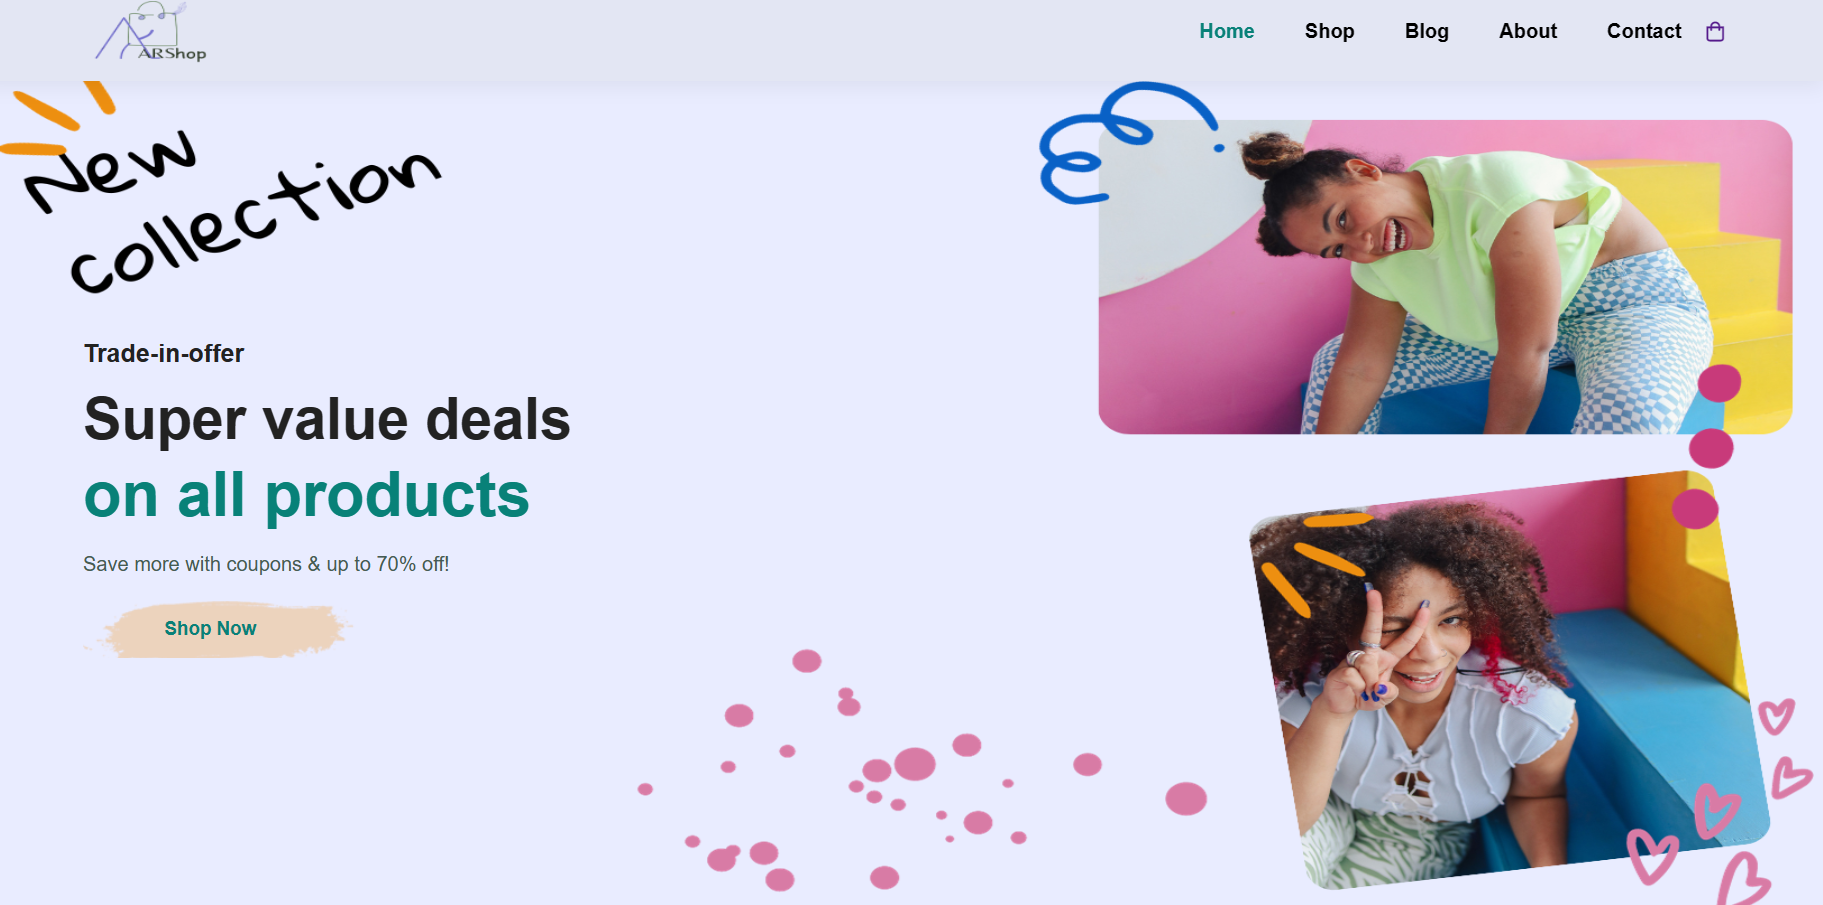 ABShop
Home Shop Blog About Contact
New
collection
Trade-in-offer
Super value deals
on all products
Save more with coupons & up to 70% off!
Shop Now